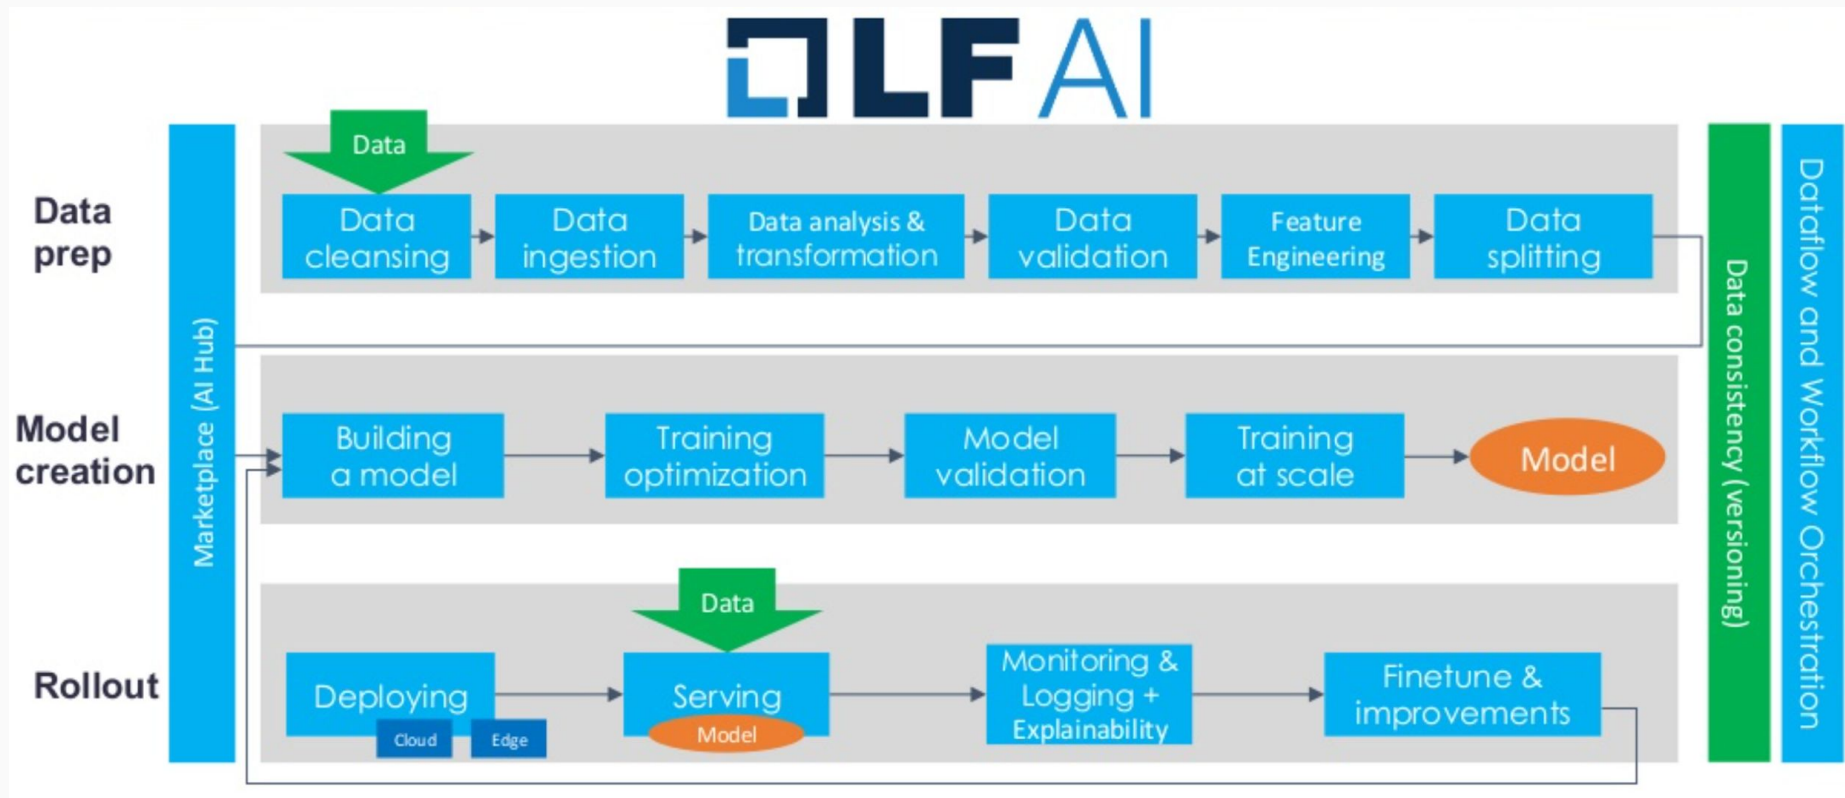 LF AI
Data
prep
Data
Data
cleansing
Data
ingestion
Data analysis &
transformation
Data
validation
Feature
Engineering
Data
splitting
Marketplace (AI Hub)
Model
creation
Building
a model
Training
optimization
Model
validation
Training
at scale
Model
Rollout
Deploying
Cloud
Edge
Data
Serving
Model
Monitoring &
Logging +
Explainability
Finetune &
improvements
Data consistency (versioning)
Dataflow and Workflow Orchestration